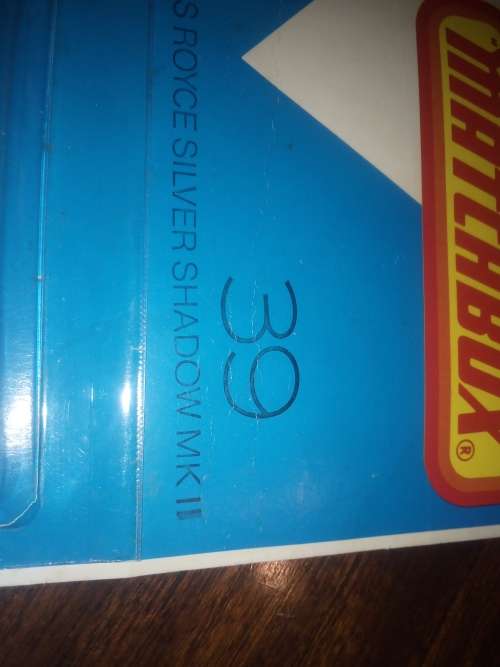 MATCHBOX®
39
S ROYCE SILVER SHADOW MK II